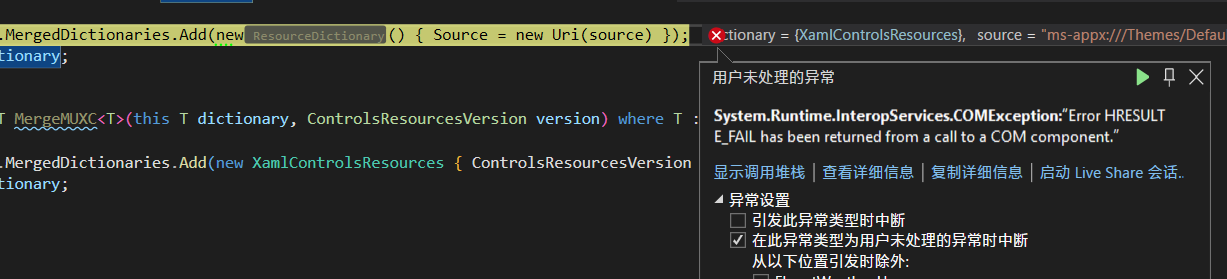 .MergedDictionaries.Add(new ResourceDictionary() { Source = new Uri(source) }); ctionary = {XamlControlsResources}, source = "ms-appx:///Themes/Defau
tionary;
用户未处理的异常
System.Runtime.InteropServices.COMException:“Error HRESULT
E_FAIL has been returned from a call to a COM component.”
T MergeMUXC<T>(this T dictionary, ControlsResourcesVersion version) where T :
.MergedDictionaries.Add(new XamlControlsResources { ControlsResourcesVersion
tionary;
显示调用堆栈 | 查看详细信息 | 复制详细信息 | 启动 Live Share 会话...
异常设置
引发此异常类型时中断
在此异常类型为用户未处理的异常时中断
从以下位置引发时除外: